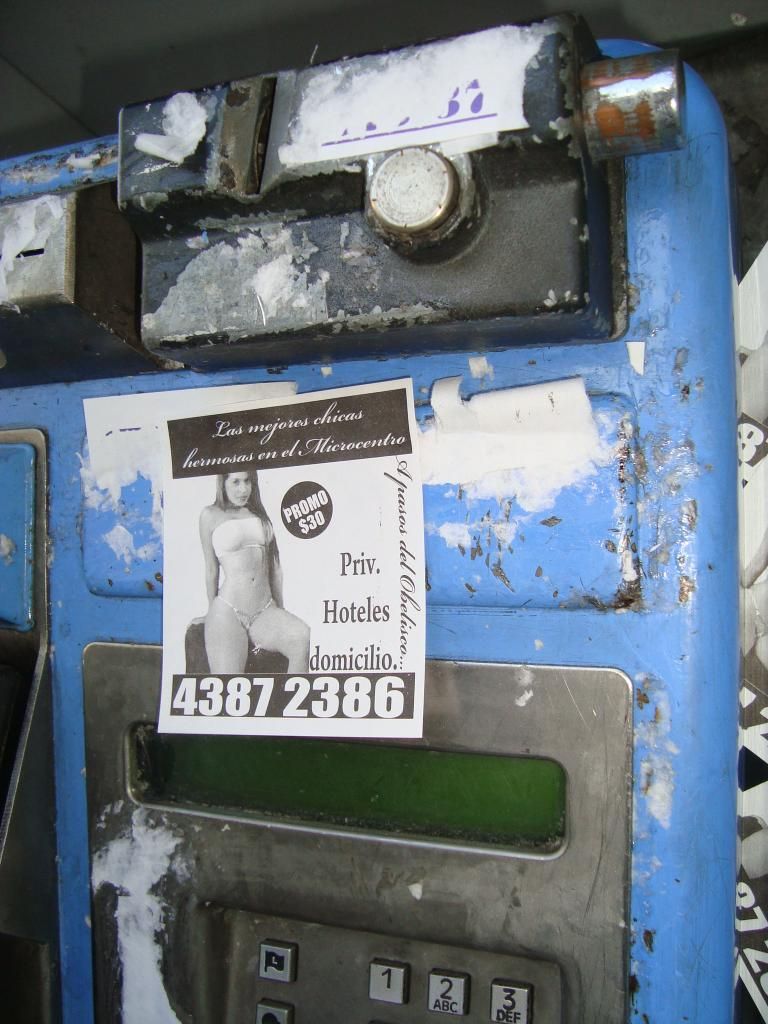 37
Las mejores chicas
hermosas en el Microcentro
A pasos del Obelisco...
PROMO
$30
Priv.
Hoteles
domicilio.
4387 2386
1
2
ABC
3
DEF